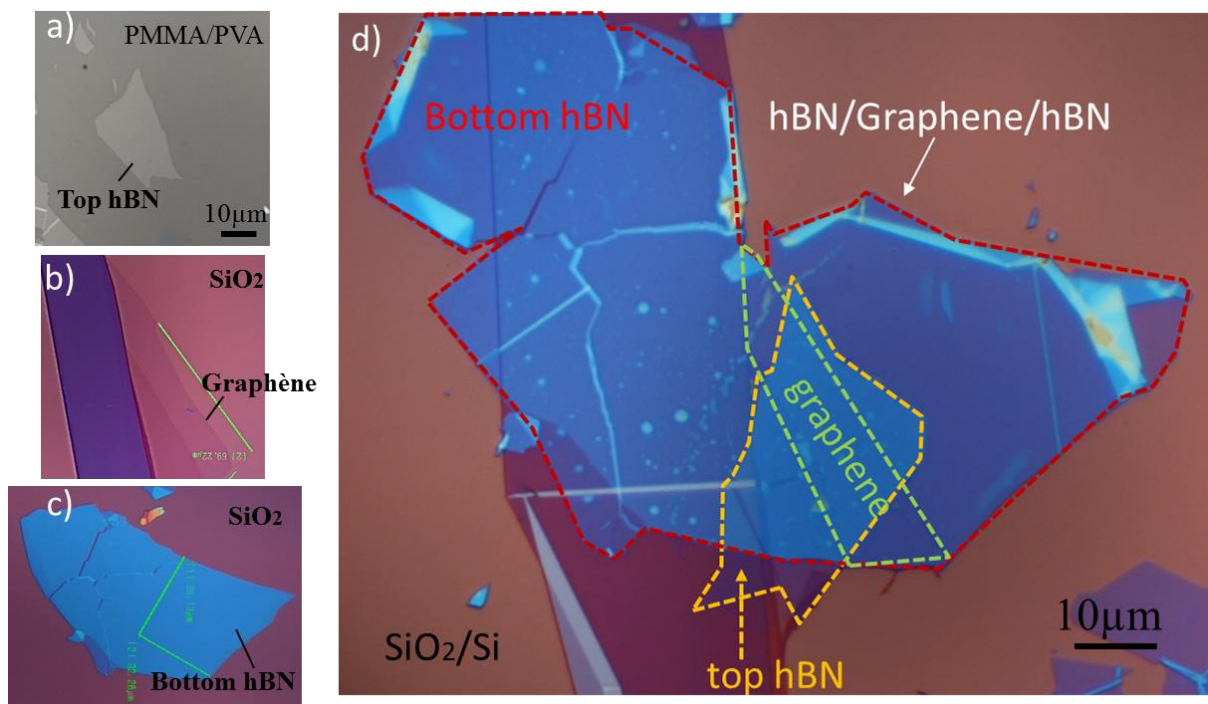 a)
PMMA/PVA
Top hBN
10µm
b)
SiO2
Graphène
c)
SiO2
Bottom hBN
d)
Bottom hBN
hBN/Graphene/hBN
graphene
SiO2/Si
top hBN
10µm